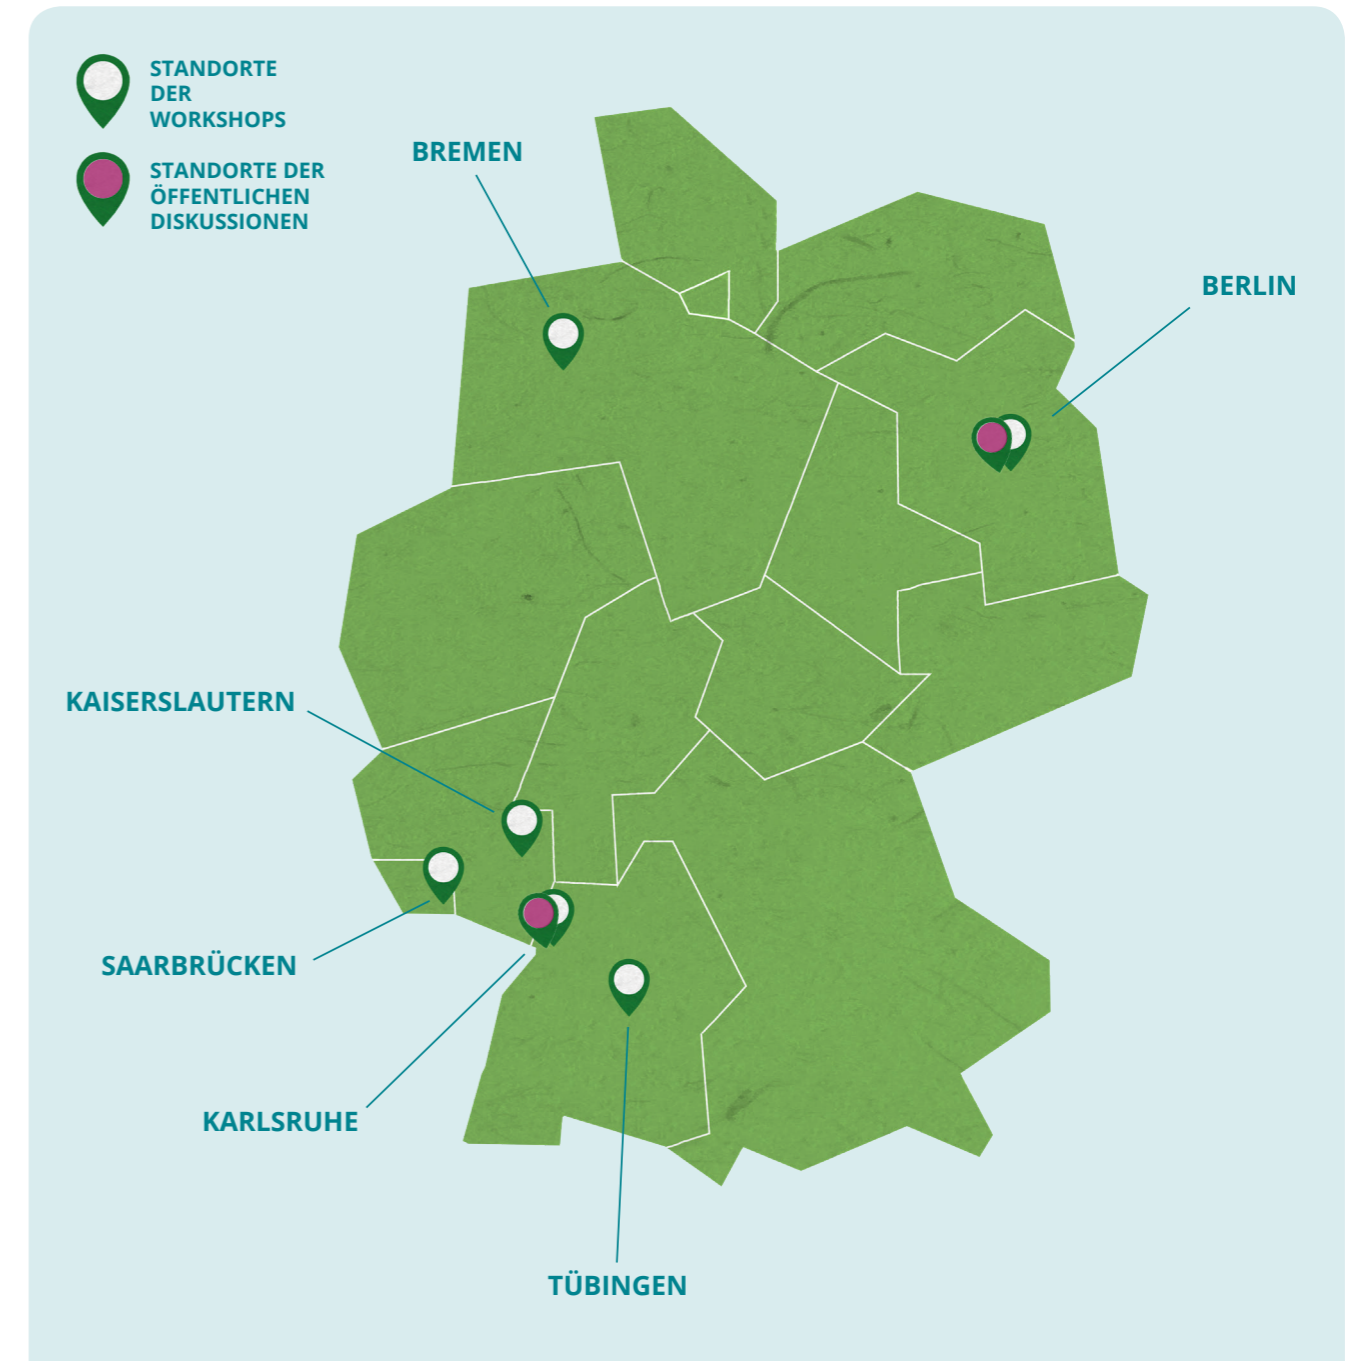 STANDORTE
DER
WORKSHOPS
STANDORTE DER
ÖFFENTLICHEN
DISKUSSIONEN
BREMEN
BERLIN
KAISERSLAUTERN
SAARBRÜCKEN
KARLSRUHE
TÜBINGEN